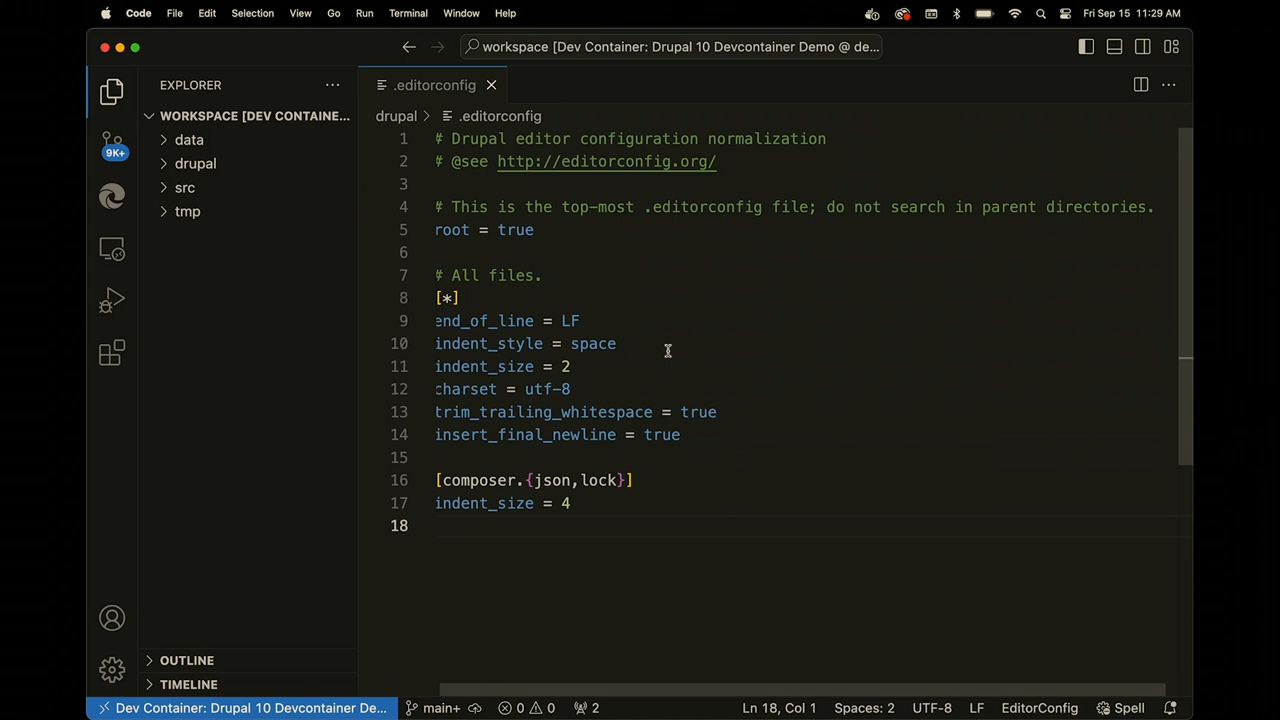 Code File Edit Selection View Go Run Terminal Window Help Fri Sep 15 11:29 AM
workspace [Dev Container: Drupal 10 Devcontainer Demo @ de...
EXPLORER
.editorconfig
WORKSPACE [DEV CONTAINE...
drupal > .editorconfig
data
drupal
src
tmp
9K+
1 # Drupal editor configuration normalization
2 # @see http://editorconfig.org/
3
4 # This is the top-most .editorconfig file; do not search in parent directories.
5 root = true
6
7 # All files.
8 [*]
9 end_of_line = LF
10 indent_style = space
11 indent_size = 2
12 charset = utf-8
13 trim_trailing_whitespace = true
14 insert_final_newline = true
15
16 [composer.{json,lock}]
17 indent_size = 4
18
OUTLINE
TIMELINE
Dev Container: Drupal 10 Devcontainer De... main+ 0 0 2 Ln 18, Col 1 Spaces: 2 UTF-8 LF EditorConfig Spell